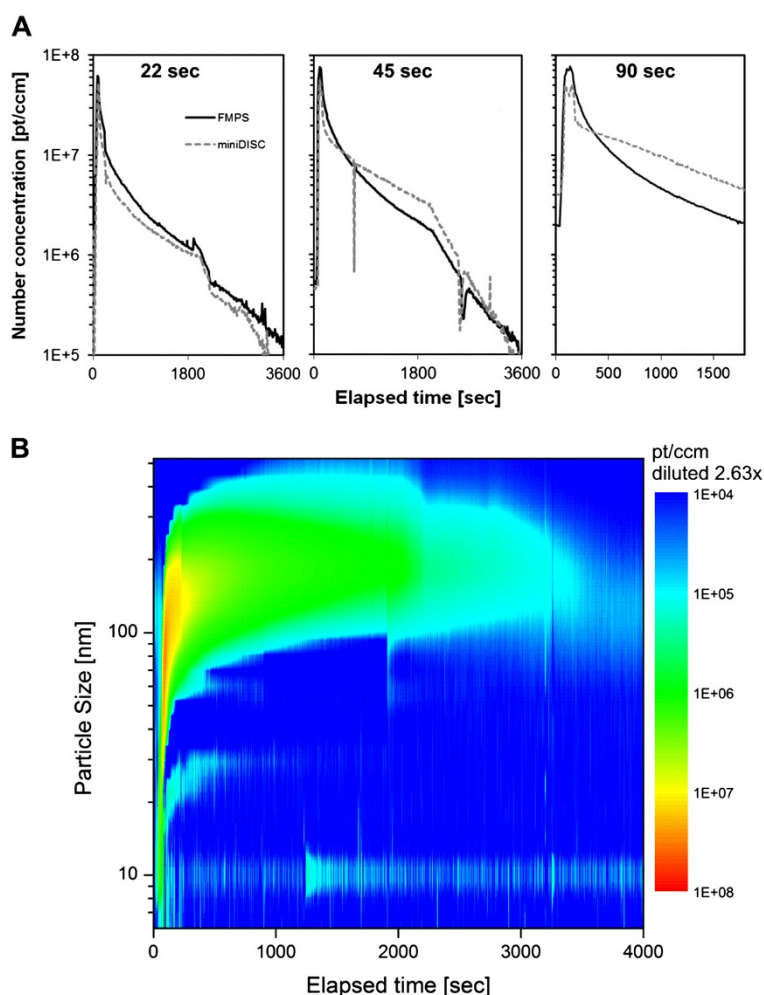 A
22 sec
45 sec
90 sec
FMPS
miniDISC
Number concentration [pt/ccm]
1E+8
1E+7
1E+6
1E+5
0
1800
3600
0
1800
3600
0
500
1000
1500
Elapsed time [sec]
B
pt/ccm
diluted 2.63x
1E+04
1E+05
1E+06
1E+07
1E+08
Particle Size [nm]
100
10
0
1000
2000
3000
4000
Elapsed time [sec]